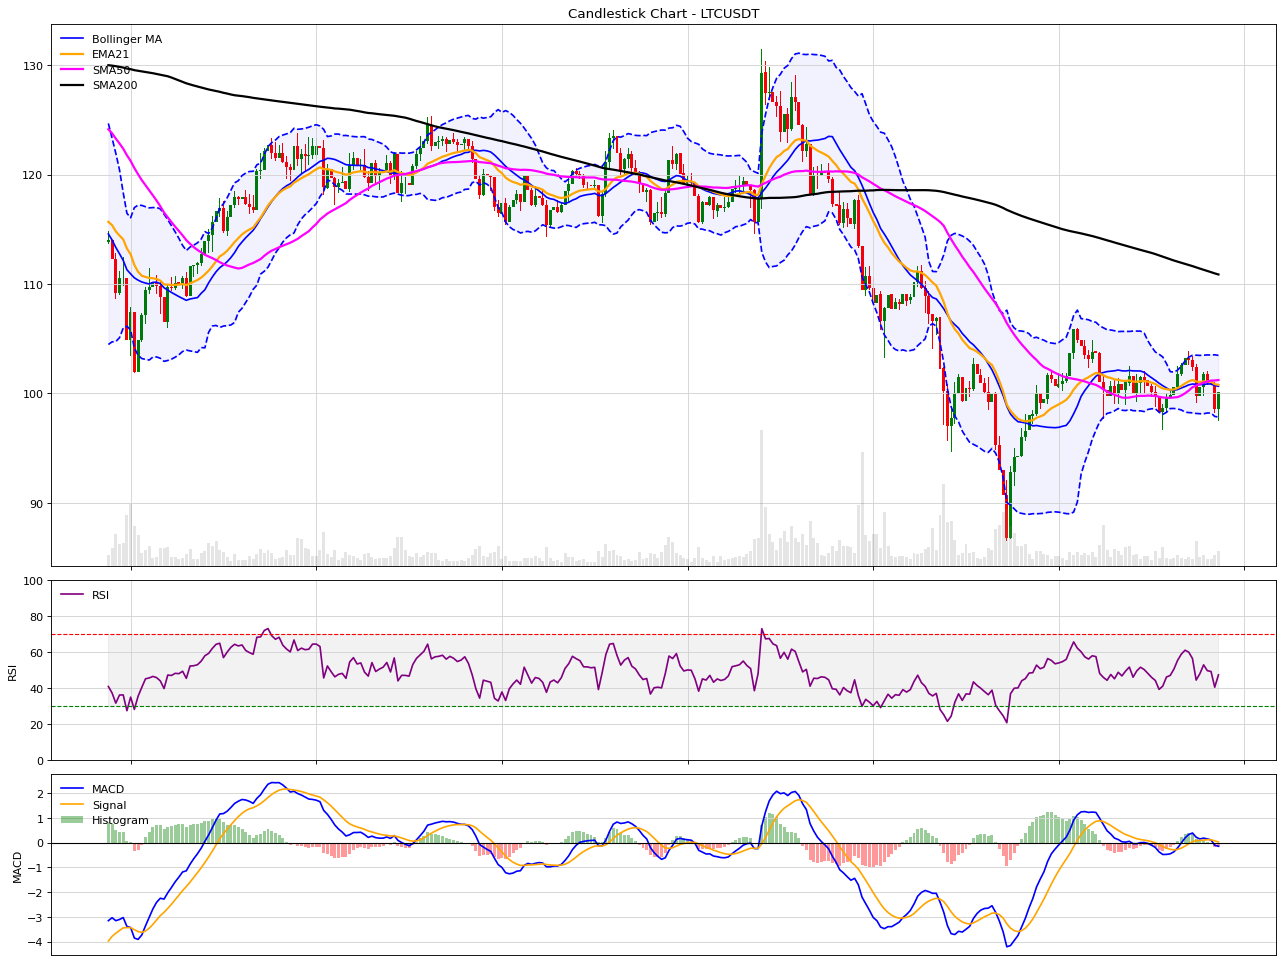 Candlestick Chart - LTCUSDT
Bollinger MA
EMA21
SMA50
SMA200
130
120
110
100
90
RSI
100
80
60
40
20
0
RSI
MACD
Signal
Histogram
2
1
0
−1
−2
−3
−4
MACD